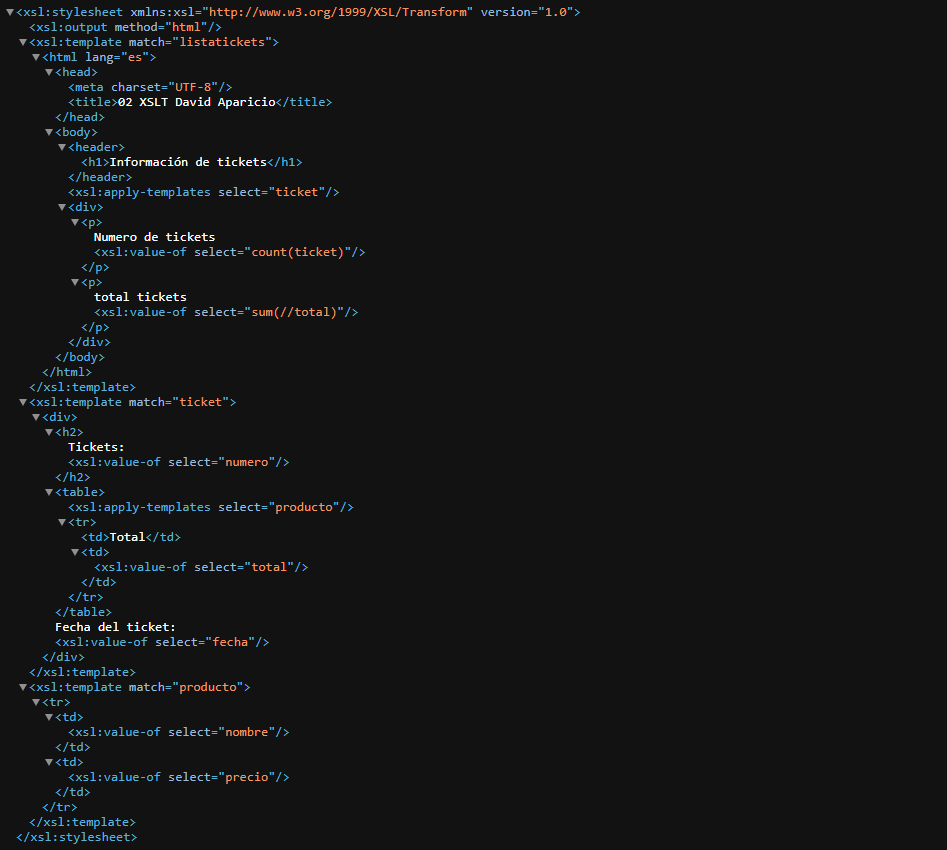 ▼<xsl:stylesheet xmlns:xsl="http://www.w3.org/1999/XSL/Transform" version="1.0">
<xsl:output method="html"/>
▼<xsl:template match="listatickets">
▼<html lang="es">
▼<head>
<meta charset="UTF-8"/>
<title>02 XSLT David Aparicio</title>
</head>
▼<body>
▼<header>
<h1>Información de tickets</h1>
</header>
<xsl:apply-templates select="ticket"/>
▼<div>
▼<p>
Numero de tickets
<xsl:value-of select="count(ticket)"/>
</p>
▼<p>
total tickets
<xsl:value-of select="sum(//total)"/>
</p>
</div>
</body>
</html>
</xsl:template>
▼<xsl:template match="ticket">
▼<div>
▼<h2>
Tickets:
<xsl:value-of select="numero"/>
</h2>
▼<table>
<xsl:apply-templates select="producto"/>
▼<tr>
<td>Total</td>
▼<td>
<xsl:value-of select="total"/>
</td>
</tr>
</table>
Fecha del ticket:
<xsl:value-of select="fecha"/>
</div>
</xsl:template>
▼<xsl:template match="producto">
▼<tr>
▼<td>
<xsl:value-of select="nombre"/>
</td>
▼<td>
<xsl:value-of select="precio"/>
</td>
</tr>
</xsl:template>
</xsl:stylesheet>